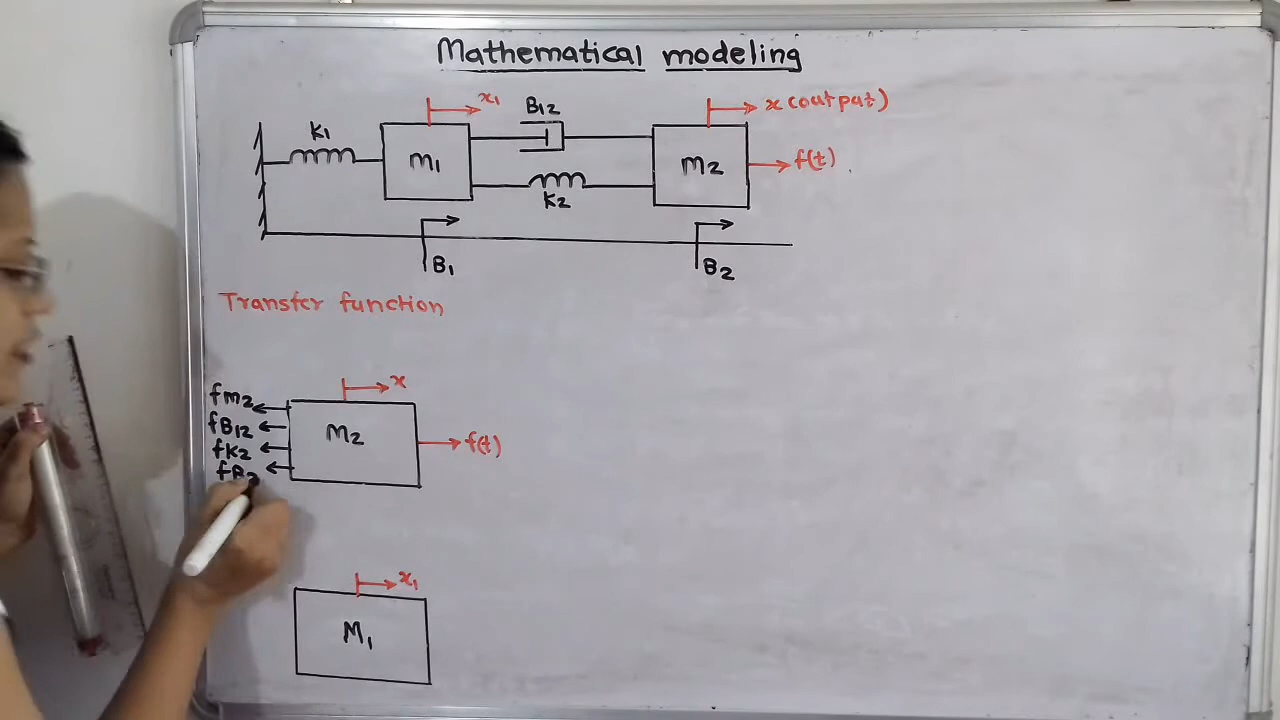 Mathematical modeling
x1
B12
x (output)
K1
M1
M2
f(t)
K2
B1
B2
Transfer function
x
fm2
fB12
M2
f(t)
fK2
fB2
x1
M1